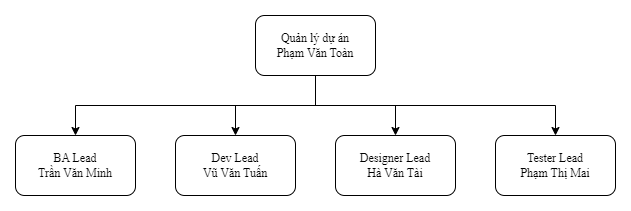 Quản lý dự án
Phạm Văn Toàn
BA Lead
Trần Văn Minh
Dev Lead
Vũ Văn Tuấn
Designer Lead
Hà Văn Tài
Tester Lead
Phạm Thị Mai